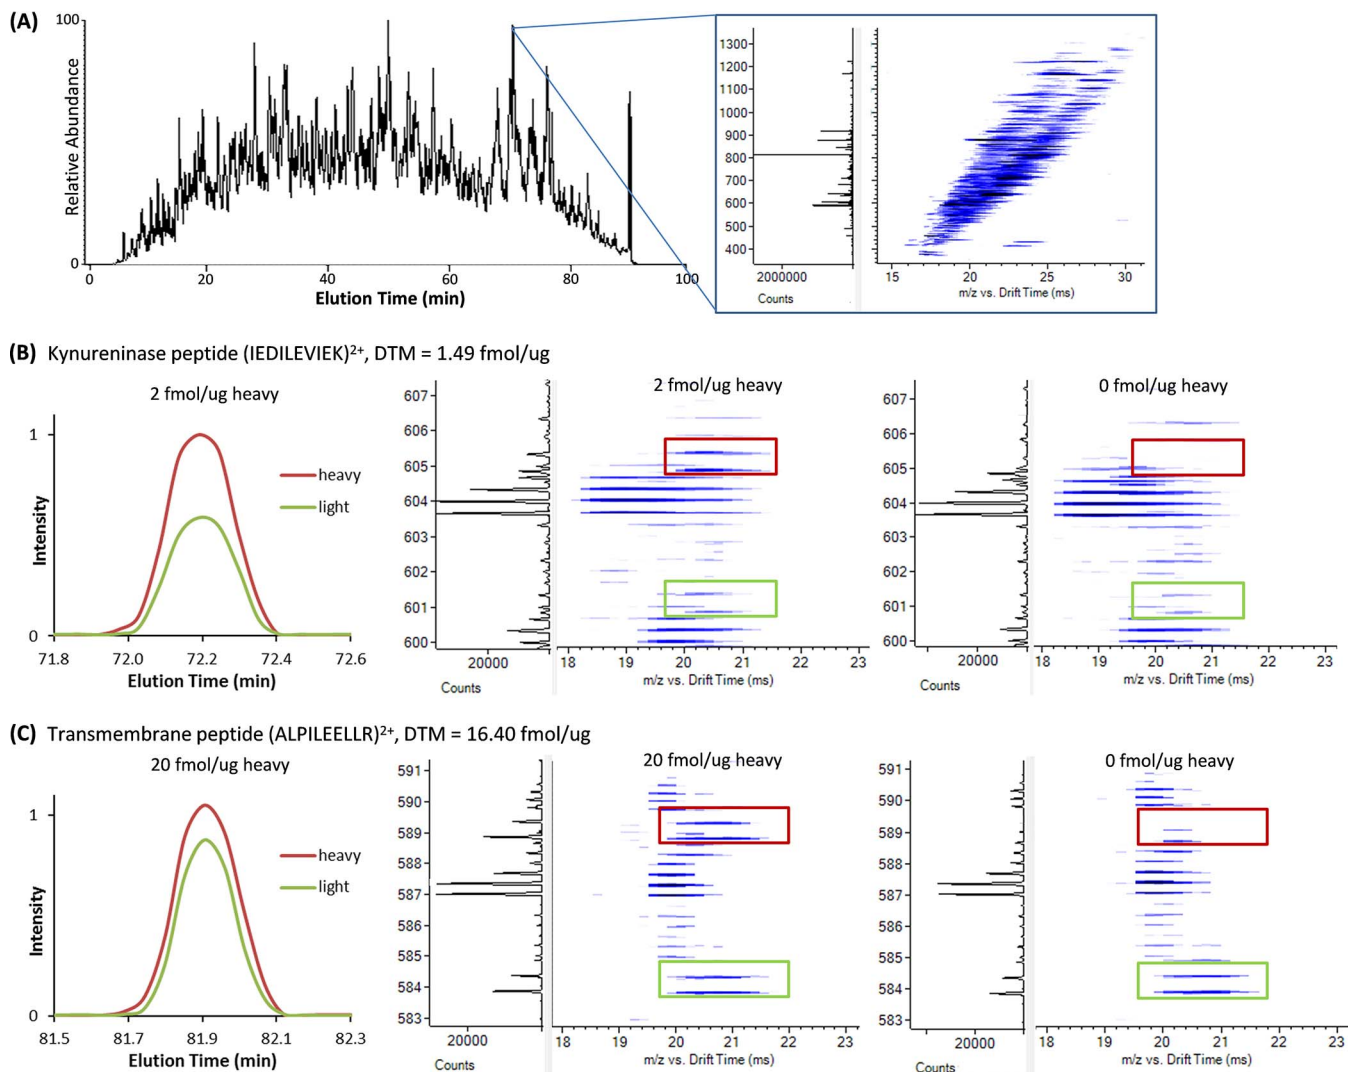 (A)
100
Relative Abundance
0
0 20 40 60 80 100
Elution Time (min)
1300
1200
1100
1000
900
800
700
600
500
400
2000000
Counts
15 20 25 30
m/z vs. Drift Time (ms)
(B) Kynureninase peptide (IEDILEVIEK)²⁺, DTM = 1.49 fmol/ug
2 fmol/ug heavy
1
Intensity
0
heavy
light
71.8 72.0 72.2 72.4 72.6
Elution Time (min)
2 fmol/ug heavy
607
606
605
604
603
602
601
600
20000
Counts
18 19 20 21 22 23
m/z vs. Drift Time (ms)
0 fmol/ug heavy
607
606
605
604
603
602
601
600
20000
Counts
18 19 20 21 22 23
m/z vs. Drift Time (ms)
(C) Transmembrane peptide (ALPILEELLR)²⁺, DTM = 16.40 fmol/ug
20 fmol/ug heavy
1
Intensity
0
heavy
light
81.5 81.7 81.9 82.1 82.3
Elution Time (min)
20 fmol/ug heavy
591
590
589
588
587
586
585
584
583
20000
Counts
18 19 20 21 22 23
m/z vs. Drift Time (ms)
0 fmol/ug heavy
591
590
589
588
587
586
585
584
583
20000
Counts
18 19 20 21 22 23
m/z vs. Drift Time (ms)